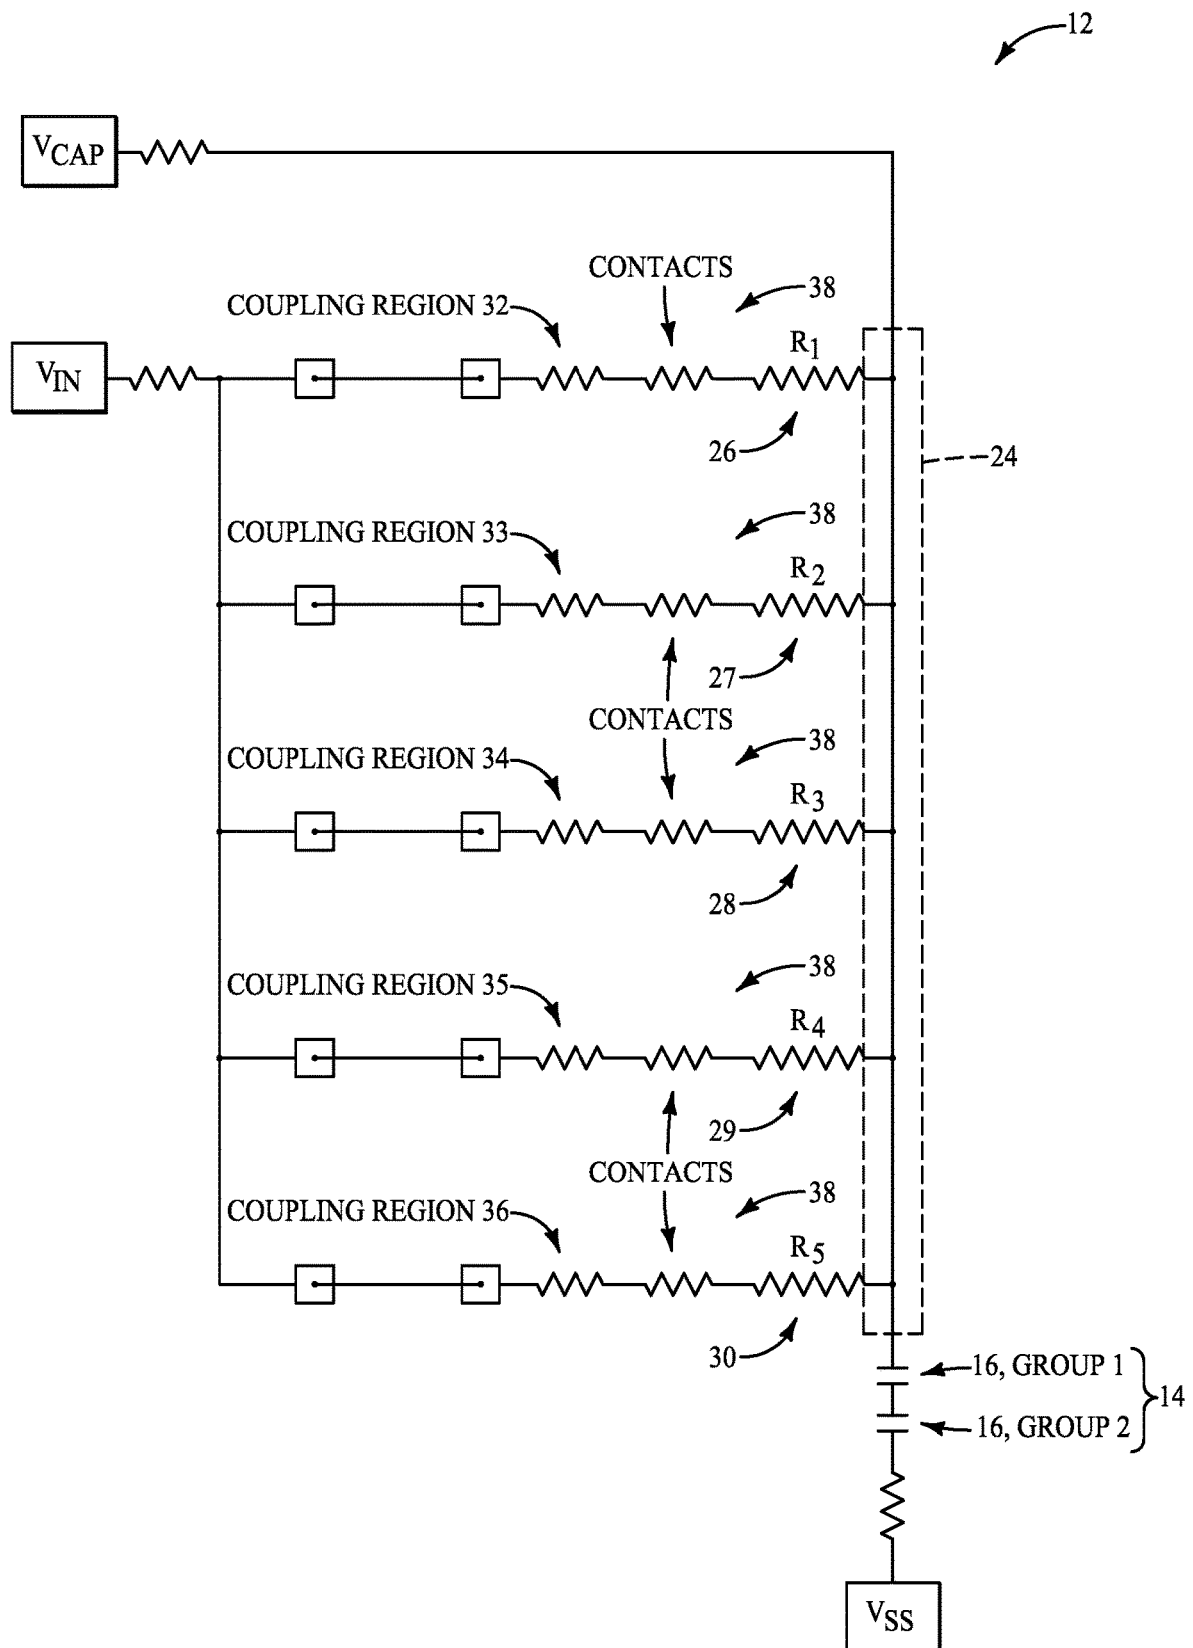 12
VCAP
CONTACTS
38
COUPLING REGION 32
VIN
R1
26
24
38
COUPLING REGION 33
R2
27
CONTACTS
38
COUPLING REGION 34
R3
28
38
COUPLING REGION 35
R4
29
CONTACTS
38
COUPLING REGION 36
R5
30
16, GROUP 1
14
16, GROUP 2
VSS